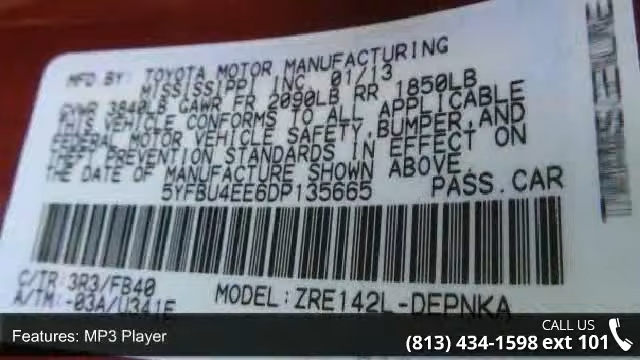 MFD BY: TOYOTA MOTOR MANUFACTURING
MISSISSIPPI, INC 01/13
GVWR 3840LB GAWR FR 2090LB RR 1850LB
THIS VEHICLE CONFORMS TO ALL APPLICABLE
FEDERAL MOTOR VEHICLE SAFETY,BUMPER,AND
THEFT PREVENTION STANDARDS IN EFFECT ON
THE DATE OF MANUFACTURE SHOWN ABOVE.
5YFBU4EE6DP135665 PASS.CAR
C/TR:3R3/FB40
A/TM:-03A/U341E
MODEL:ZRE142L-DEPNKA
Features: MP3 Player
CALL US
(813) 434-1598 ext 101